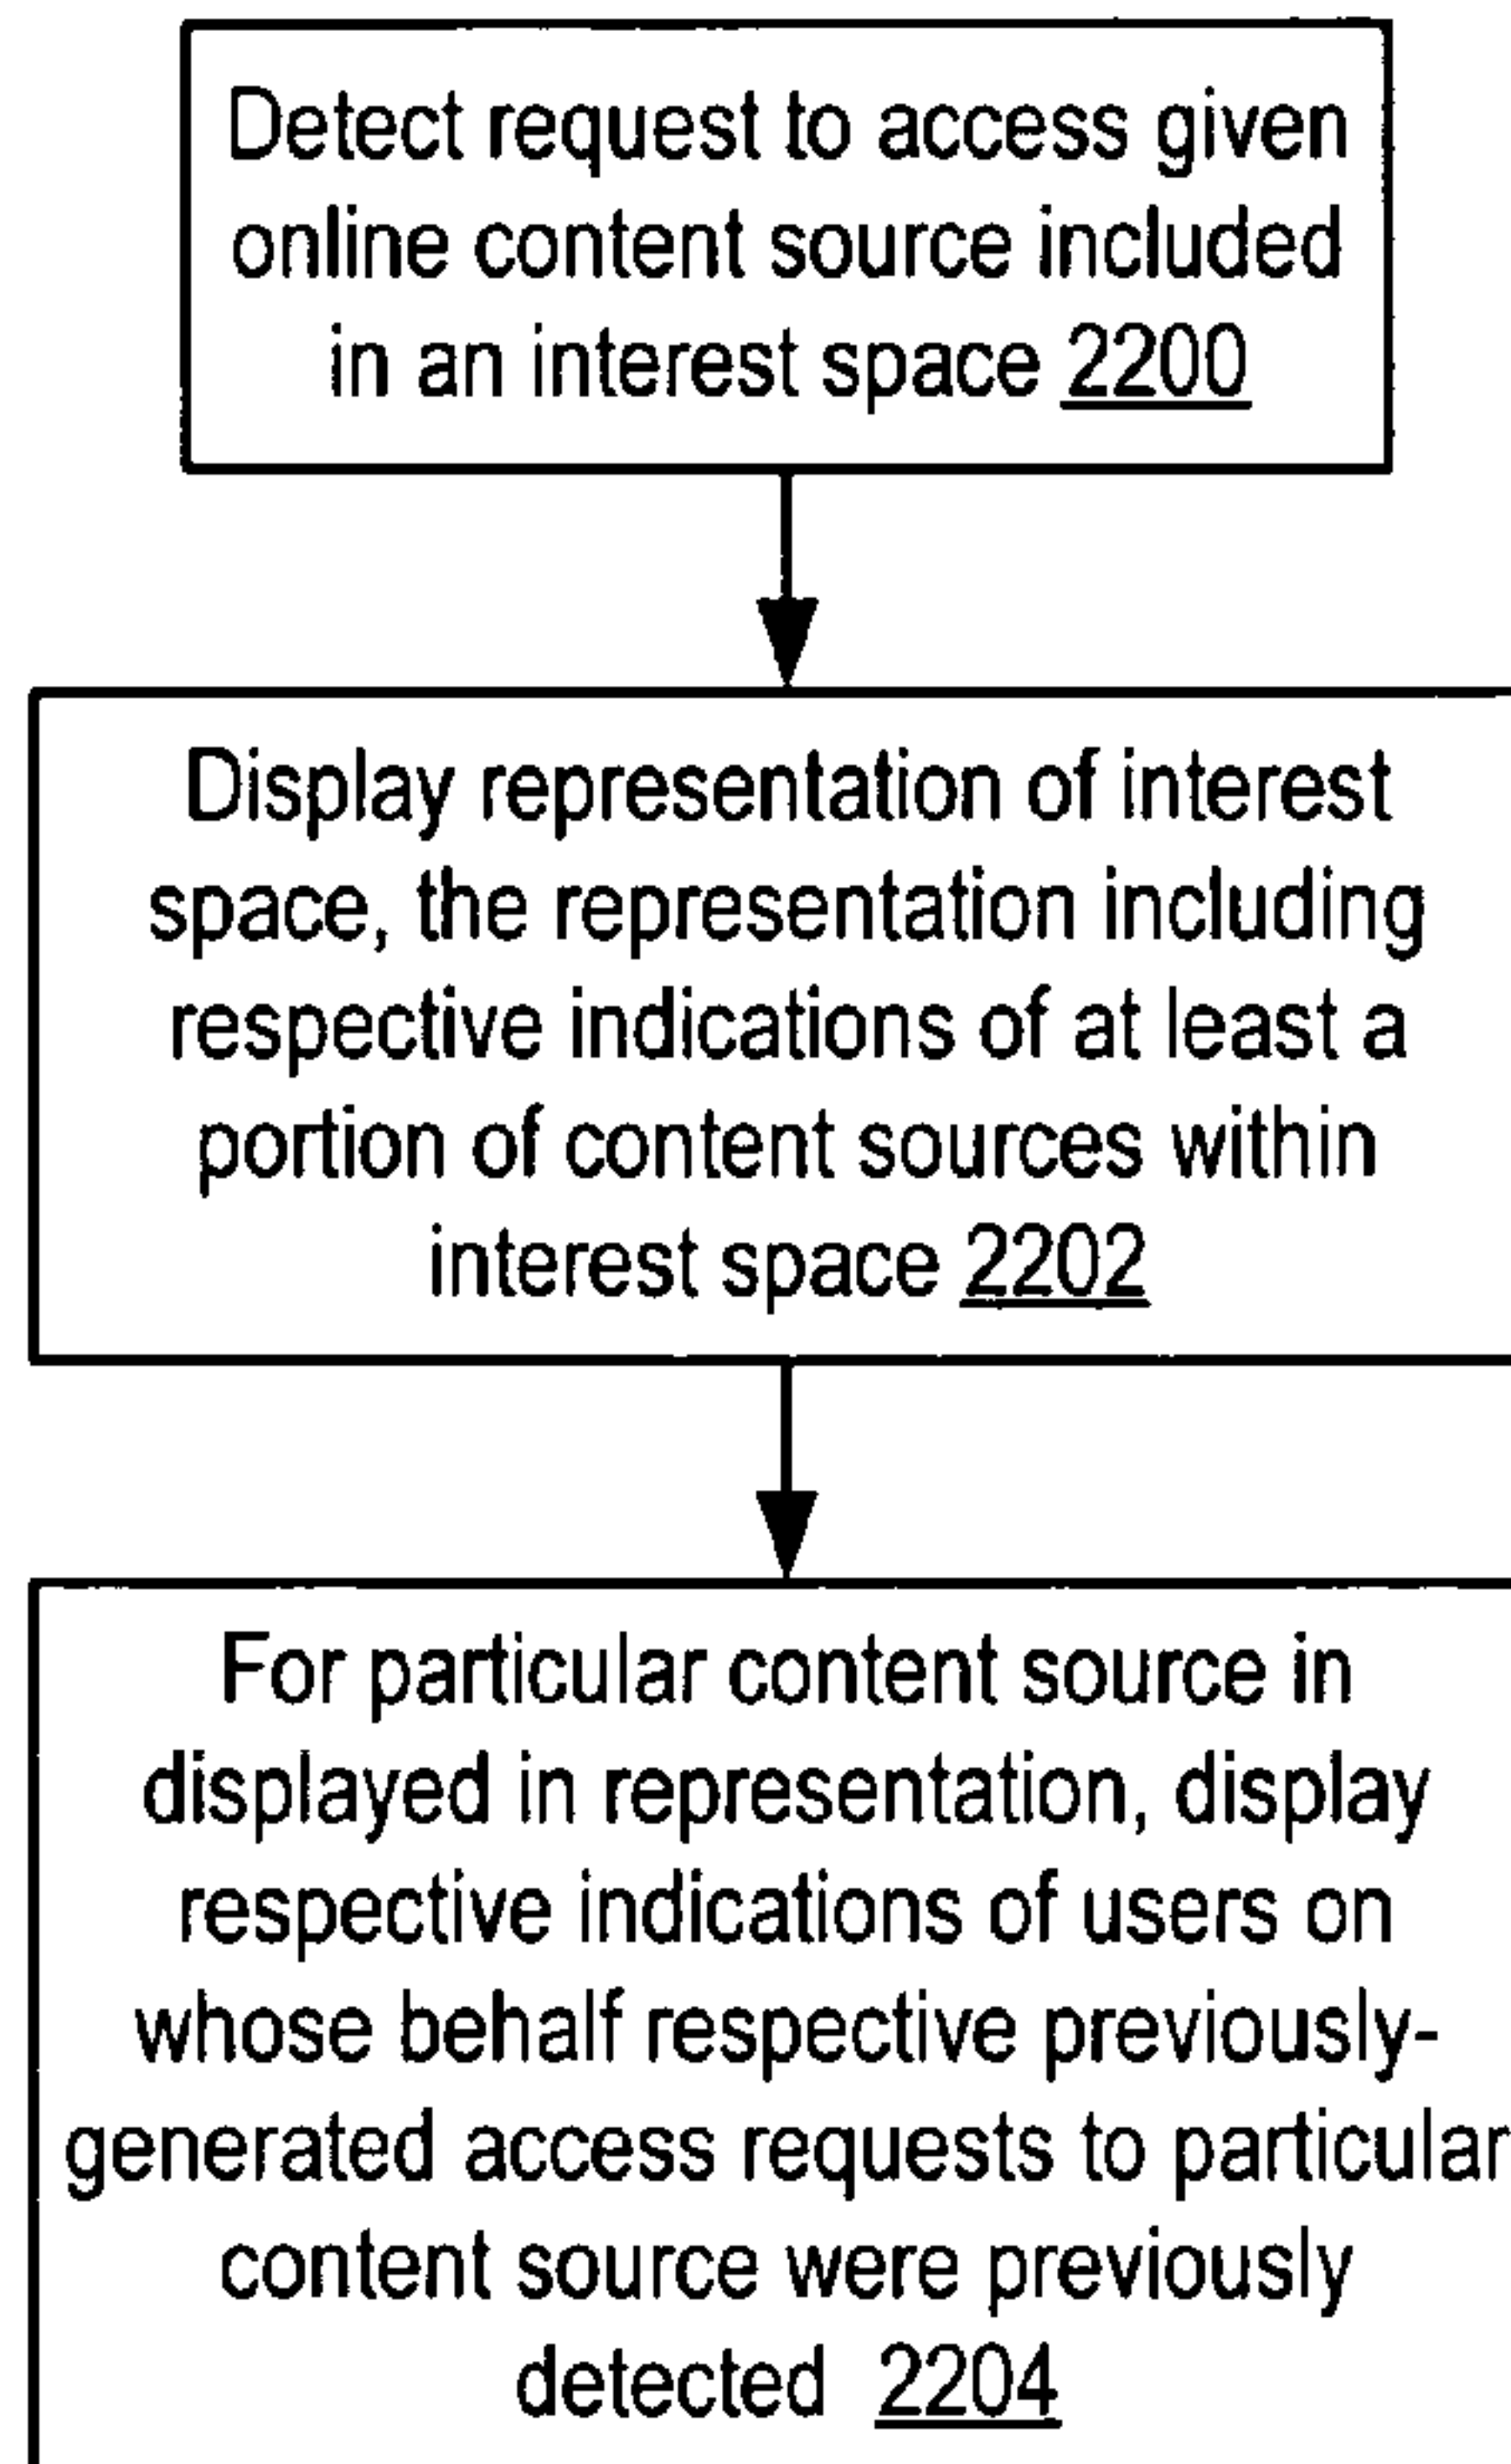 Detect request to access given
online content source included
in an interest space 2200
Display representation of interest
space, the representation including
respective indications of at least a
portion of content sources within
interest space 2202
For particular content source in
displayed in representation, display
respective indications of users on
whose behalf respective previously-
generated access requests to particular
content source were previously
detected 2204